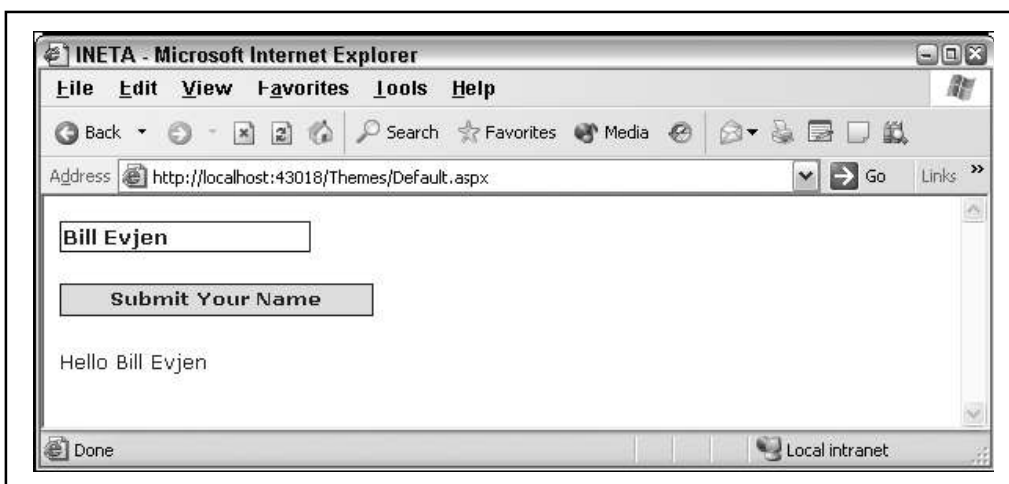 INETA - Microsoft Internet Explorer
File Edit View Favorites Tools Help
Back Search Favorites Media
Address http://localhost:43018/Themes/Default.aspx Go Links »
Bill Evjen
Submit Your Name
Hello Bill Evjen
Done Local intranet